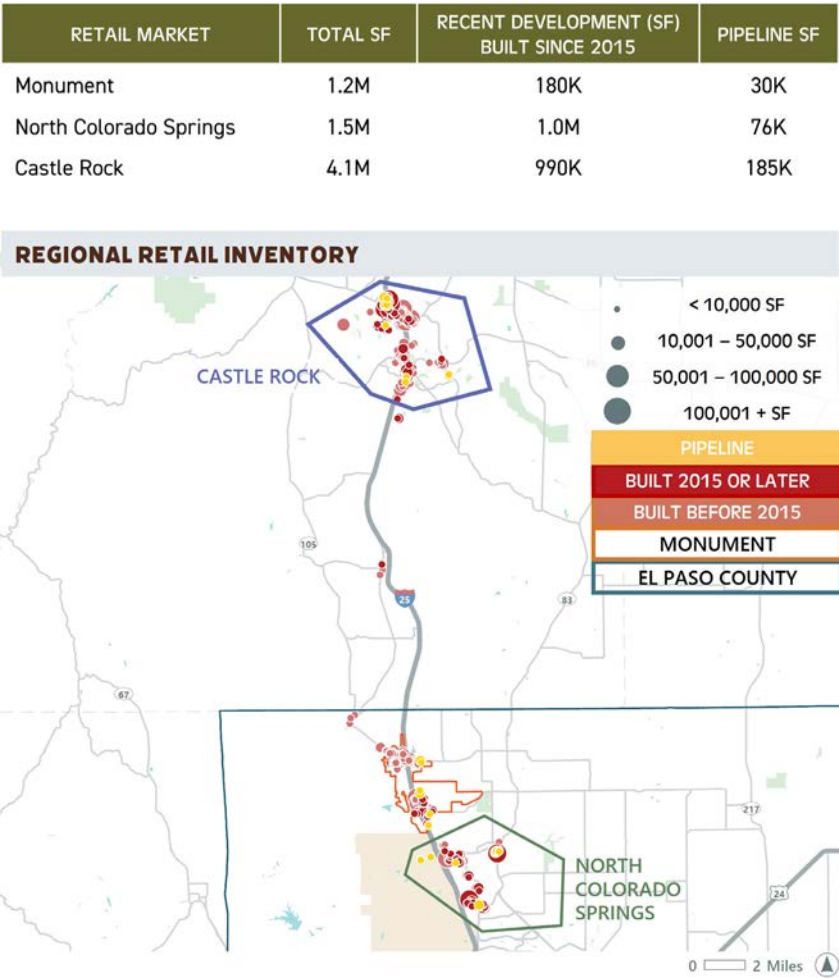 RETAIL MARKET TOTAL SF RECENT DEVELOPMENT (SF) BUILT SINCE 2015 PIPELINE SF
Monument 1.2M 180K 30K
North Colorado Springs 1.5M 1.0M 76K
Castle Rock 4.1M 990K 185K
REGIONAL RETAIL INVENTORY
< 10,000 SF
10,001 – 50,000 SF
50,001 – 100,000 SF
100,001 + SF
PIPELINE
BUILT 2015 OR LATER
BUILT BEFORE 2015
MONUMENT
EL PASO COUNTY
CASTLE ROCK
105
25
83
67
217
NORTH
COLORADO
SPRINGS
24
0 2 Miles